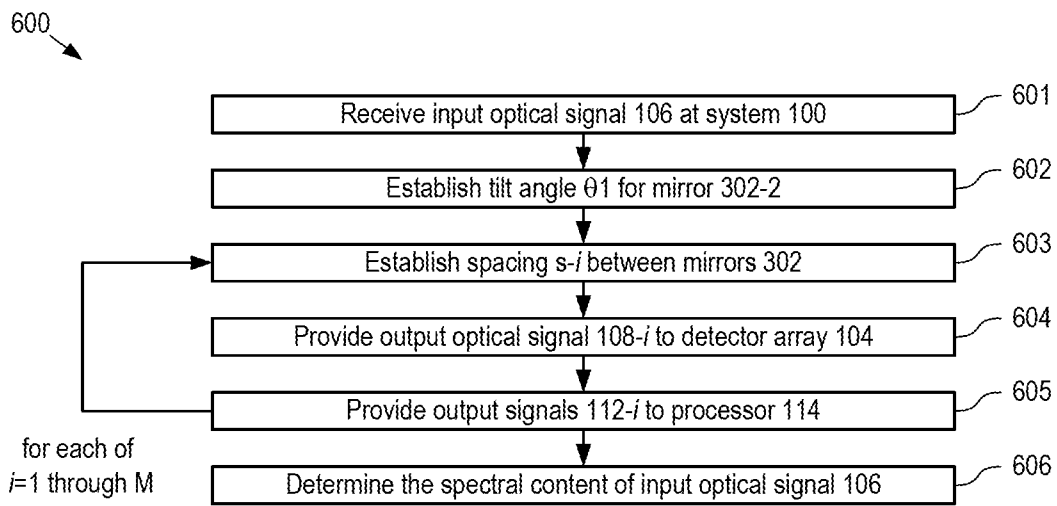 600
Receive input optical signal 106 at system 100
601
Establish tilt angle θ1 for mirror 302-2
602
Establish spacing s-i between mirrors 302
603
Provide output optical signal 108-i to detector array 104
604
Provide output signals 112-i to processor 114
605
for each of
i=1 through M
Determine the spectral content of input optical signal 106
606